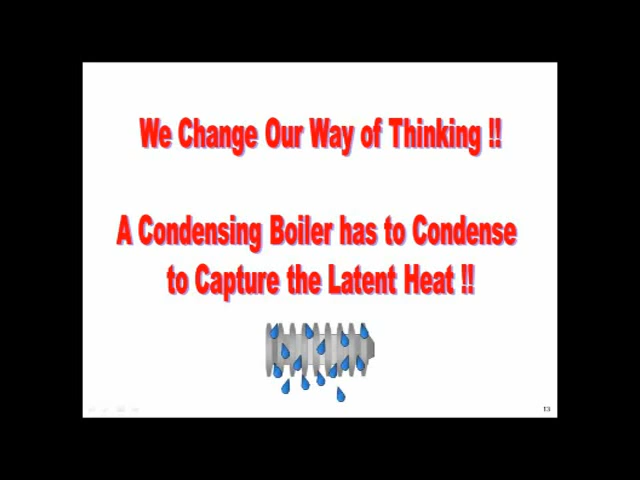 We Change Our Way of Thinking !!
A Condensing Boiler has to Condense
to Capture the Latent Heat !!
13